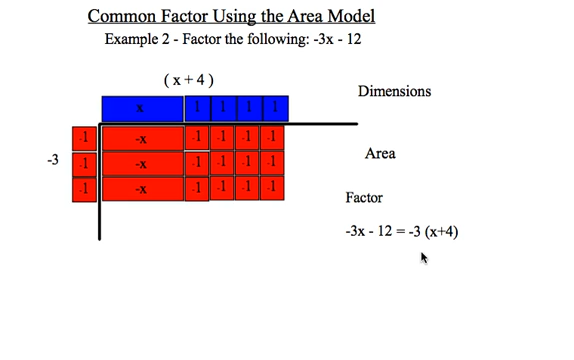 Common Factor Using the Area Model
Example 2 - Factor the following: -3x - 12
( x + 4 )
Dimensions
x 1 1 1 1
-1 -x -1 -1 -1 -1
Area
-3 -1 -x -1 -1 -1 -1
-1 -x -1 -1 -1 -1
Factor
-3x - 12 = -3 (x+4)